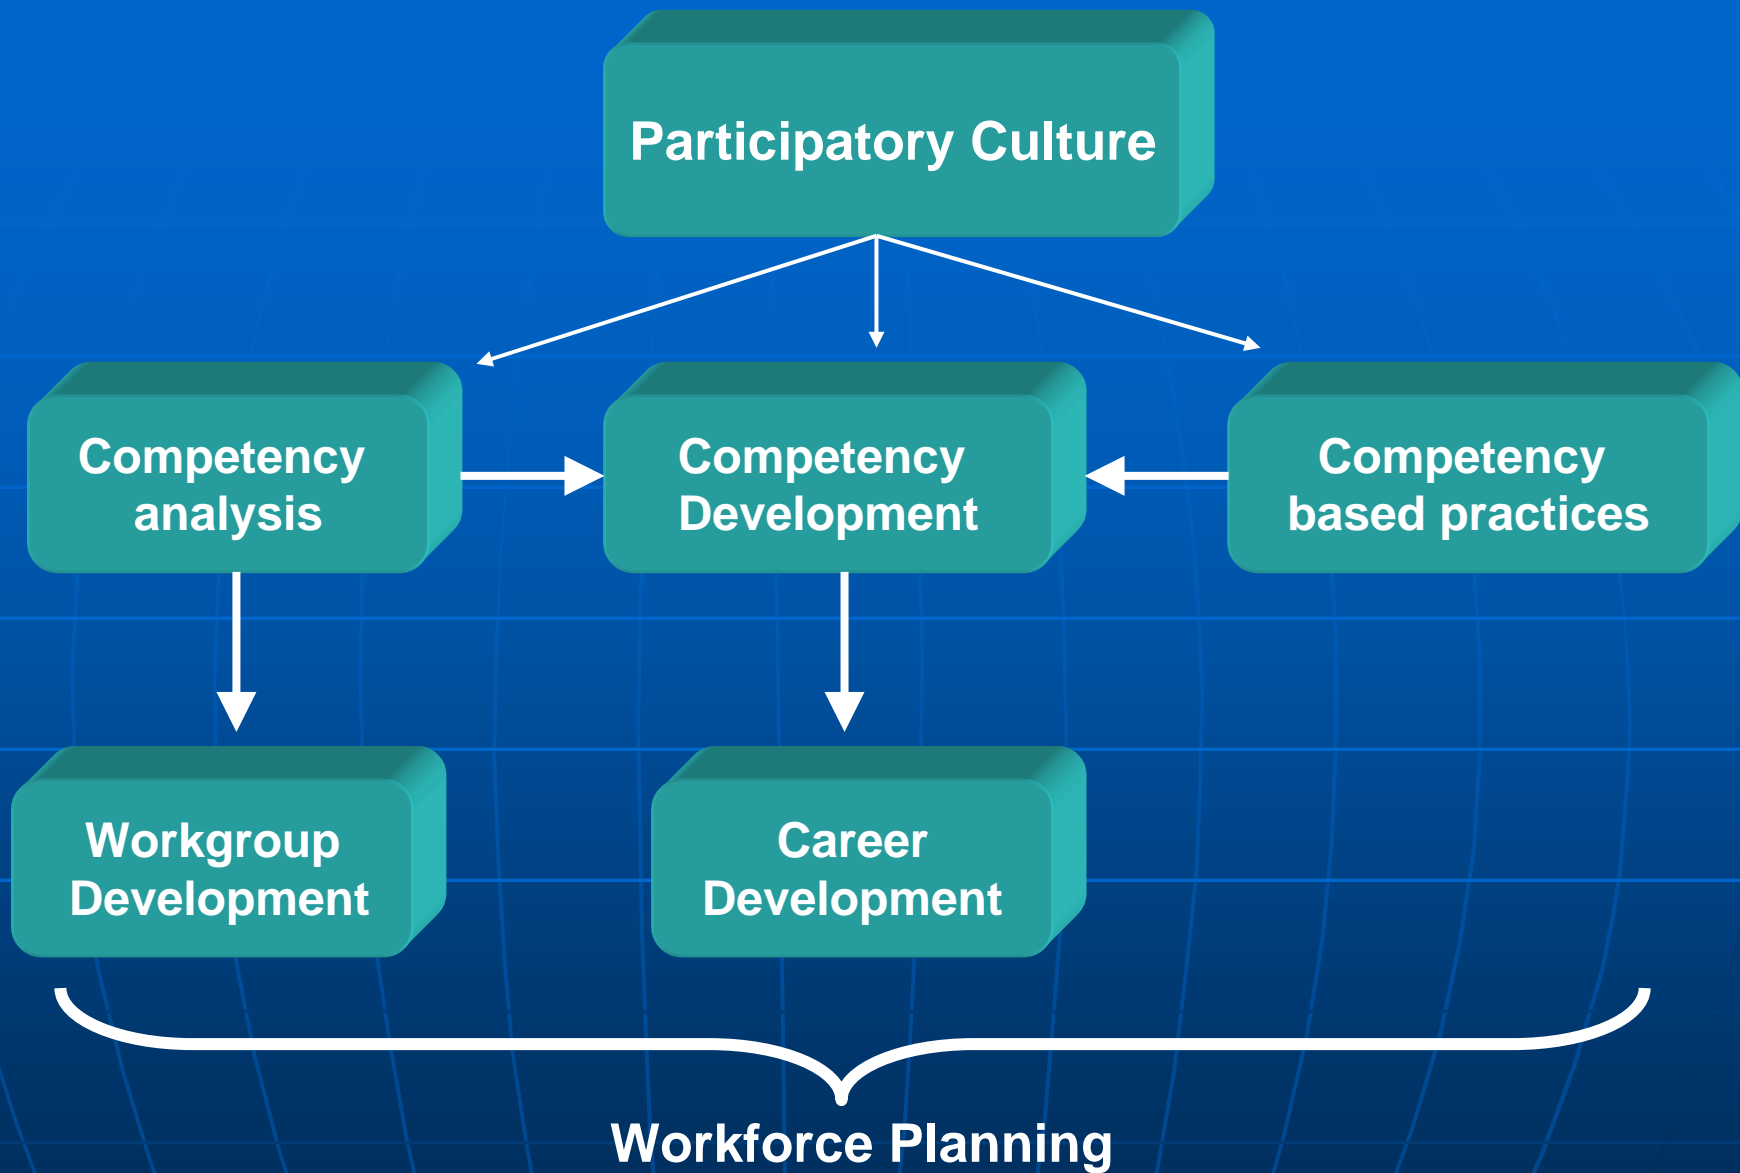 Participatory Culture
Competency
analysis
Competency
Development
Competency
based practices
Workgroup
Development
Career
Development
Workforce Planning